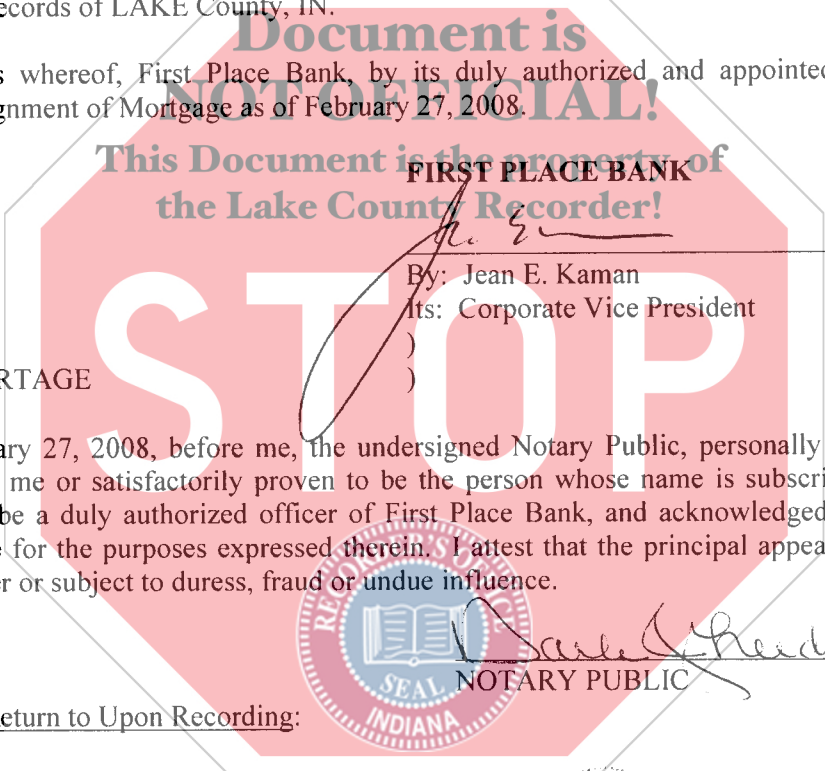 ecords of LAKE County, IN.
Document is
s whereof, First Place Bank, by its duly authorized and appointed
gnment of Mortgage as of February 27, 2008.
NOT OFFICIAL!
This Document is the property of
FIRST PLACE BANK
the Lake County Recorder!
By: Jean E. Kaman
Its: Corporate Vice President
)
RTAGE )
STOP
ary 27, 2008, before me, the undersigned Notary Public, personally
me or satisfactorily proven to be the person whose name is subscri
be a duly authorized officer of First Place Bank, and acknowledged
e for the purposes expressed therein. I attest that the principal appea
er or subject to duress, fraud or undue influence.
RECORDER'S OFFICE
SEAL
INDIANA
NOTARY PUBLIC
eturn to Upon Recording: